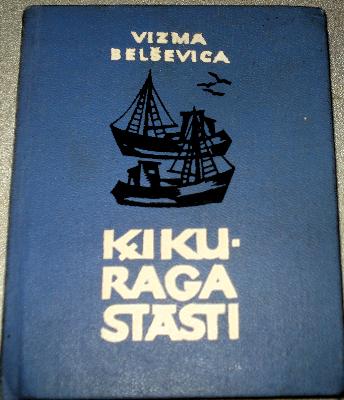 VIZMA
BELŠEVICA
ĶIKU-
RAGA
STĀSTI